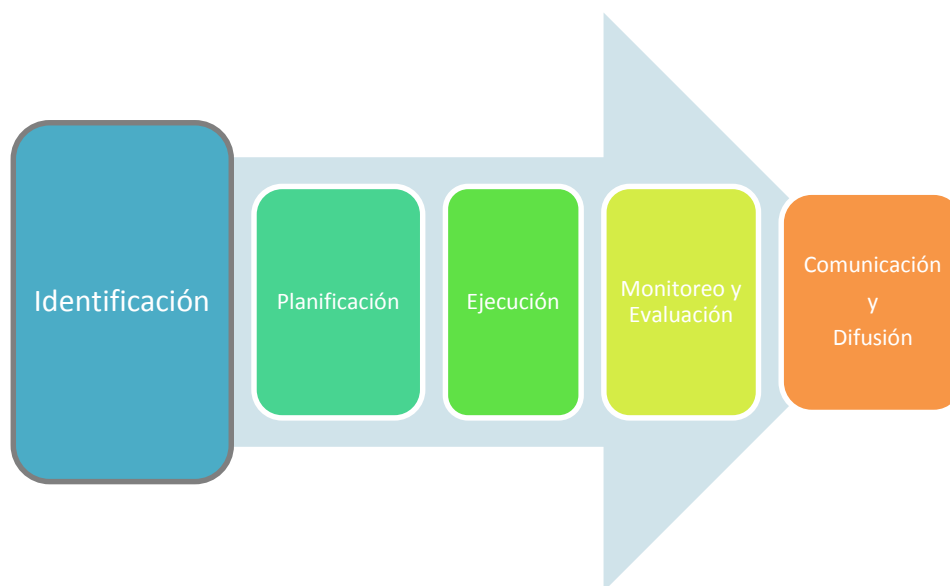 Identificación
Planificación
Ejecución
Monitoreo y
Evaluación
Comunicación
y
Difusión